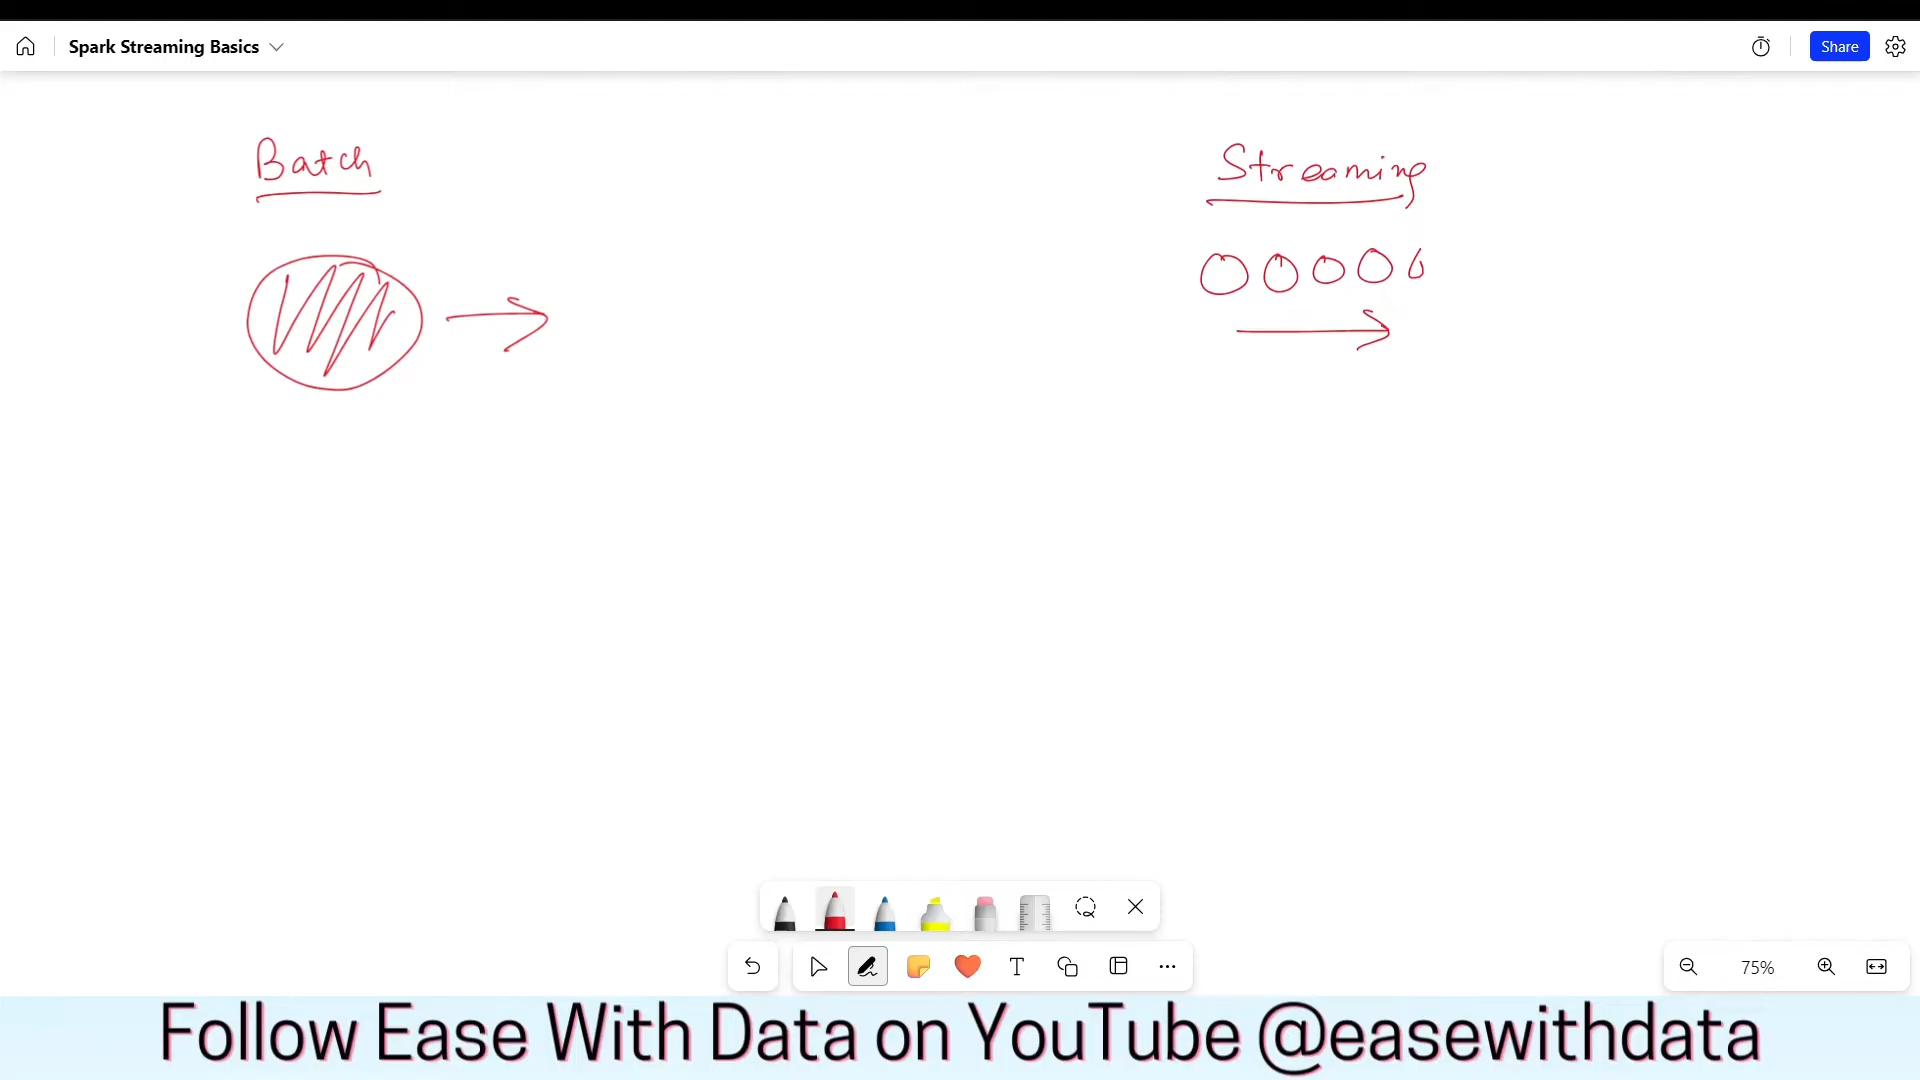 Spark Streaming Basics
Share
Batch
Streaming
75%
Follow Ease With Data on YouTube @easewithdata